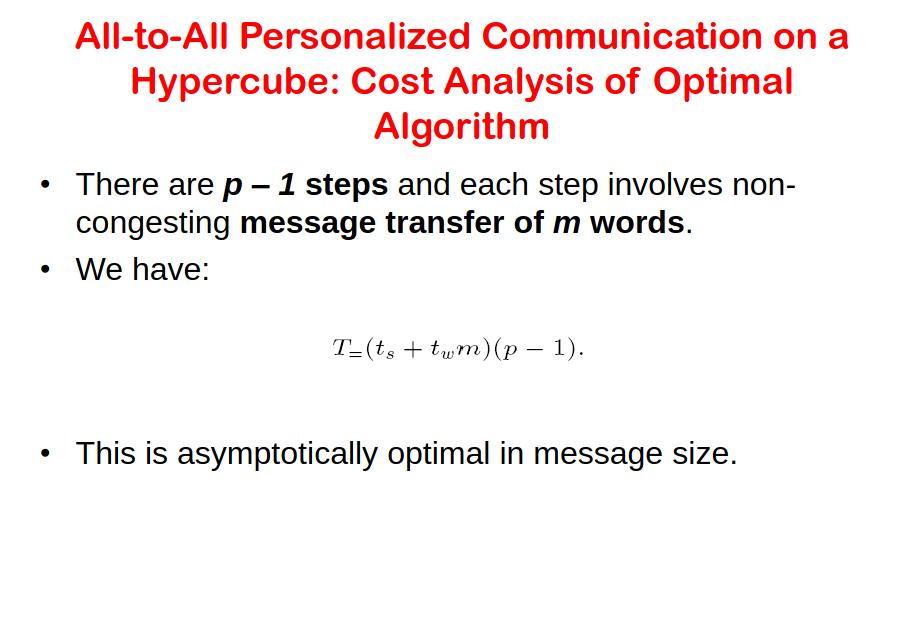 All-to-All Personalized Communication on a
Hypercube: Cost Analysis of Optimal
Algorithm
• There are p – 1 steps and each step involves non-
congesting message transfer of m words.
• We have:
T=(t_s + t_w m)(p − 1).
• This is asymptotically optimal in message size.